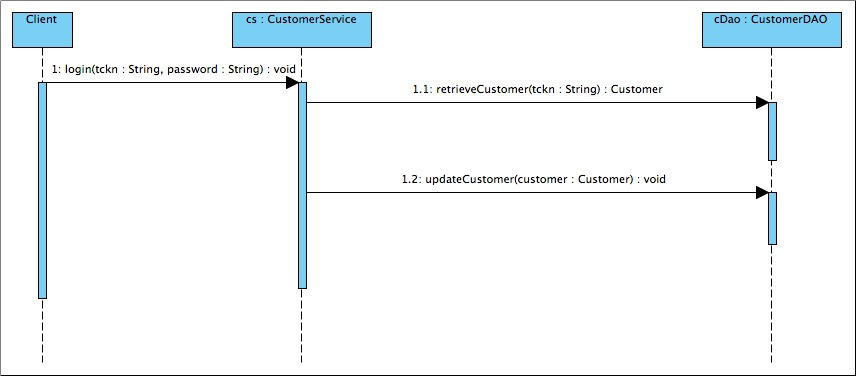 Client
cs : CustomerService
cDao : CustomerDAO
1: login(tckn : String, password : String) : void
1.1: retrieveCustomer(tckn : String) : Customer
1.2: updateCustomer(customer : Customer) : void